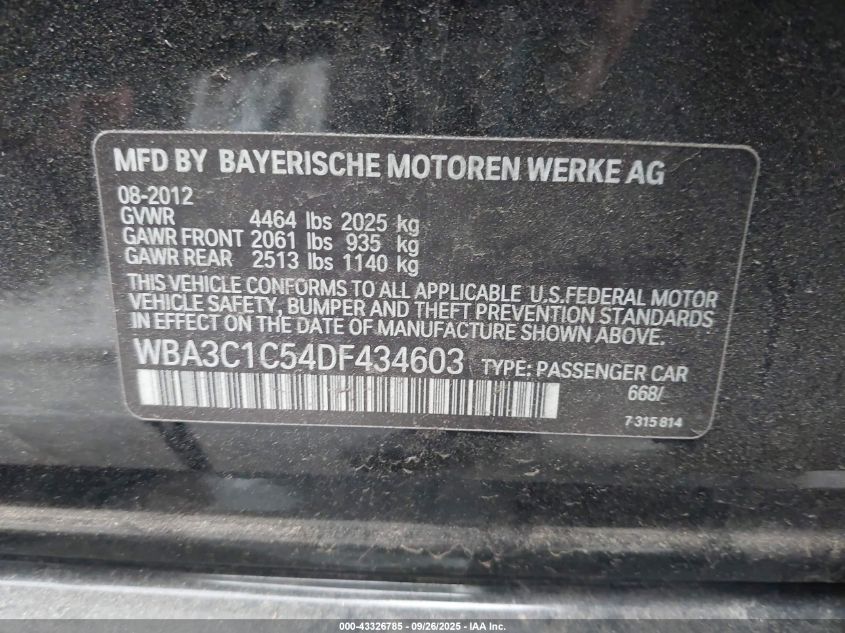 MFD BY BAYERISCHE MOTOREN WERKE AG
08-2012
GVWR 4464 lbs 2025 kg
GAWR FRONT 2061 lbs 935 kg
GAWR REAR 2513 lbs 1140 kg
THIS VEHICLE CONFORMS TO ALL APPLICABLE U.S.FEDERAL MOTOR
VEHICLE SAFETY, BUMPER AND THEFT PREVENTION STANDARDS
IN EFFECT ON THE DATE OF MANUFACTURE SHOWN ABOVE.
WBA3C1C54DF434603 TYPE: PASSENGER CAR
668/
7 315 814
000-43326785 - 09/26/2025 - IAA Inc.